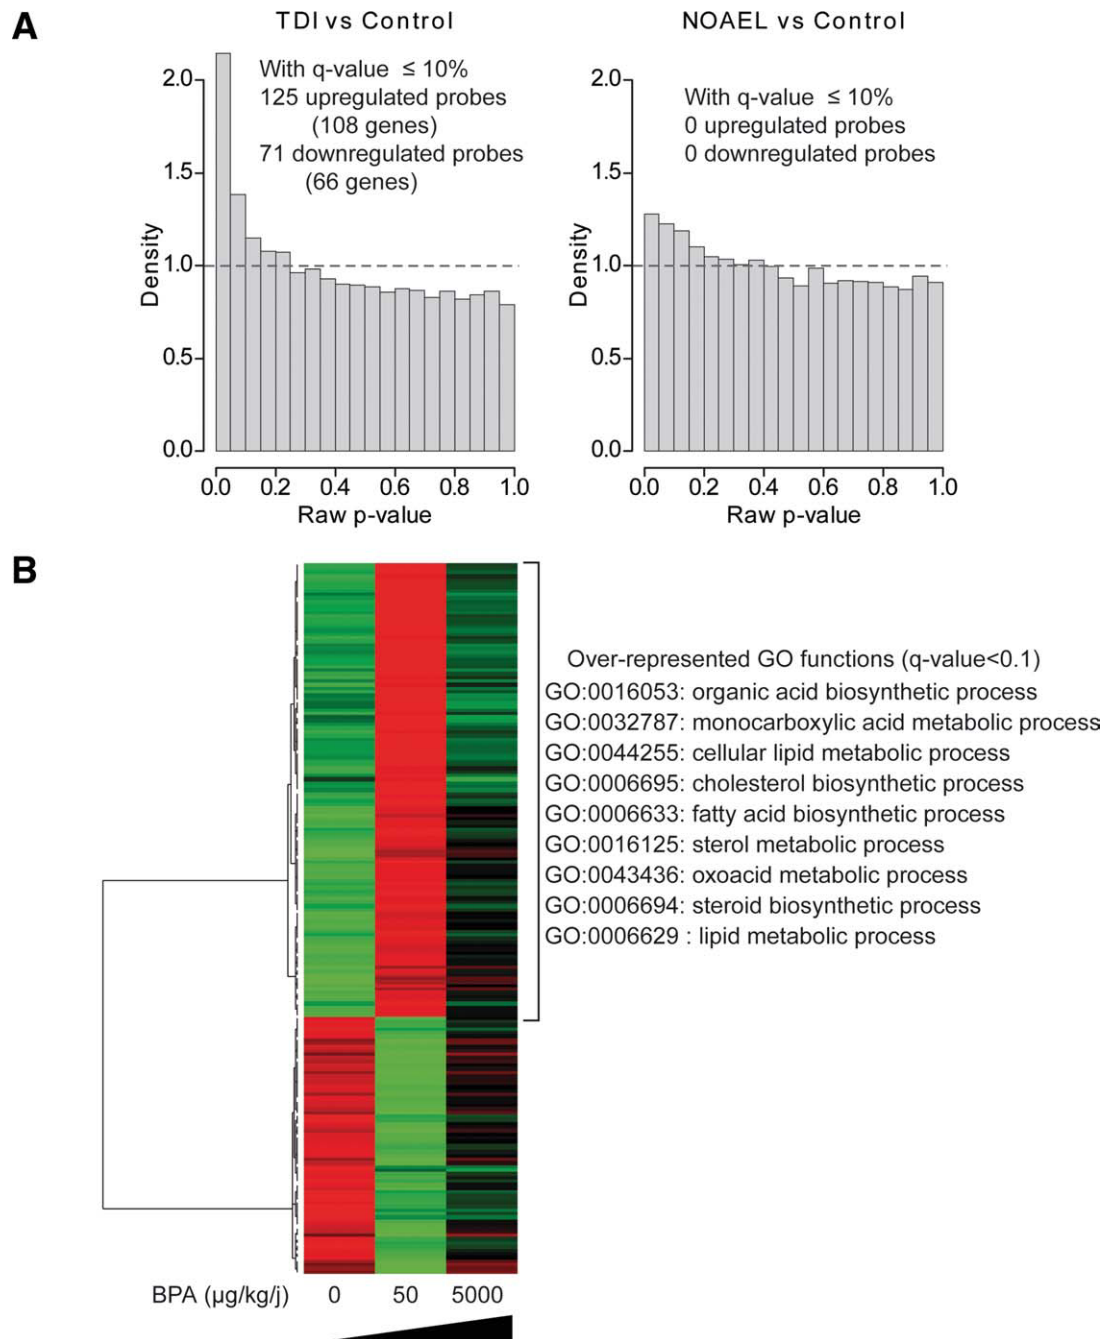 A
TDI vs Control
NOAEL vs Control
With q-value ≤ 10%
125 upregulated probes
(108 genes)
71 downregulated probes
(66 genes)
Density
2.0
1.5
1.0
0.5
0.0
0.0 0.2 0.4 0.6 0.8 1.0
Raw p-value
With q-value ≤ 10%
0 upregulated probes
0 downregulated probes
Density
2.0
1.5
1.0
0.5
0.0
0.0 0.2 0.4 0.6 0.8 1.0
Raw p-value
B
Over-represented GO functions (q-value<0.1)
GO:0016053: organic acid biosynthetic process
GO:0032787: monocarboxylic acid metabolic process
GO:0044255: cellular lipid metabolic process
GO:0006695: cholesterol biosynthetic process
GO:0006633: fatty acid biosynthetic process
GO:0016125: sterol metabolic process
GO:0043436: oxoacid metabolic process
GO:0006694: steroid biosynthetic process
GO:0006629 : lipid metabolic process
BPA (μg/kg/j) 0 50 5000